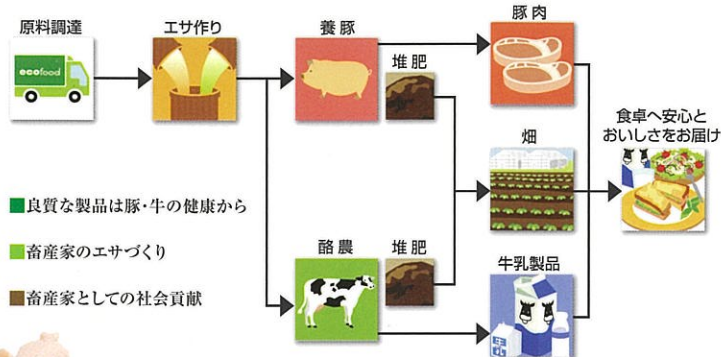 原料調達
ecofood
エサ作り
養豚
堆肥
豚肉
畑
食卓へ安心と
おいしさをお届け
■良質な製品は豚・牛の健康から
■畜産家のエサづくり
■畜産家としての社会貢献
酪農
堆肥
牛乳製品